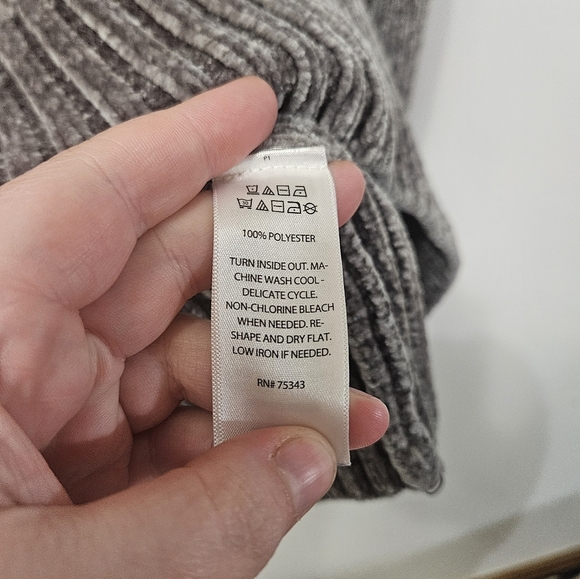 100% POLYESTER
TURN INSIDE OUT. MA-
CHINE WASH COOL -
DELICATE CYCLE.
NON-CHLORINE BLEACH
WHEN NEEDED. RE-
SHAPE AND DRY FLAT.
LOW IRON IF NEEDED.
RN# 75343